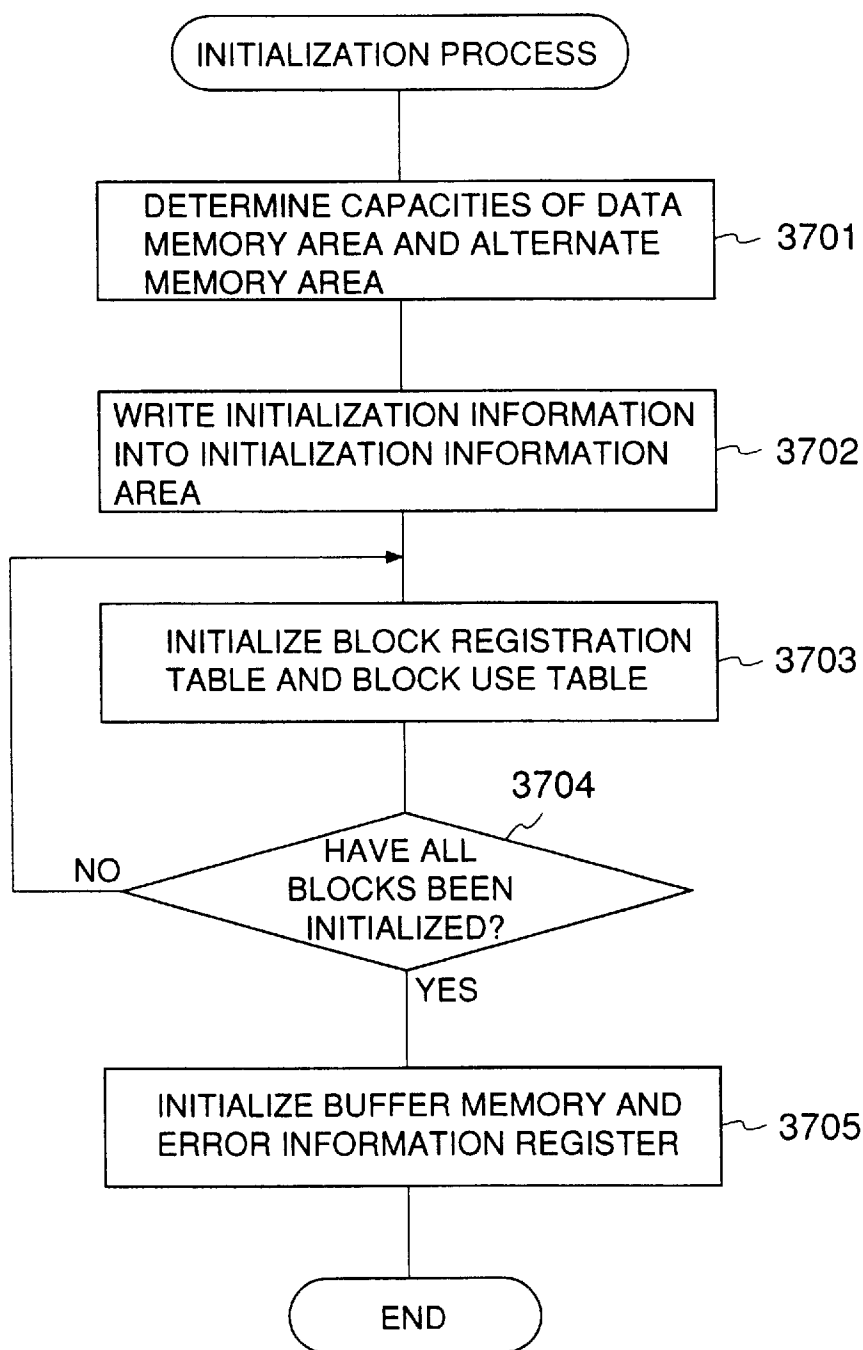 INITIALIZATION PROCESS
DETERMINE CAPACITIES OF DATA
MEMORY AREA AND ALTERNATE
MEMORY AREA
3701
WRITE INITIALIZATION INFORMATION
INTO INITIALIZATION INFORMATION
AREA
3702
INITIALIZE BLOCK REGISTRATION
TABLE AND BLOCK USE TABLE
3703
3704
HAVE ALL
BLOCKS BEEN
INITIALIZED?
NO
YES
INITIALIZE BUFFER MEMORY AND
ERROR INFORMATION REGISTER
3705
END